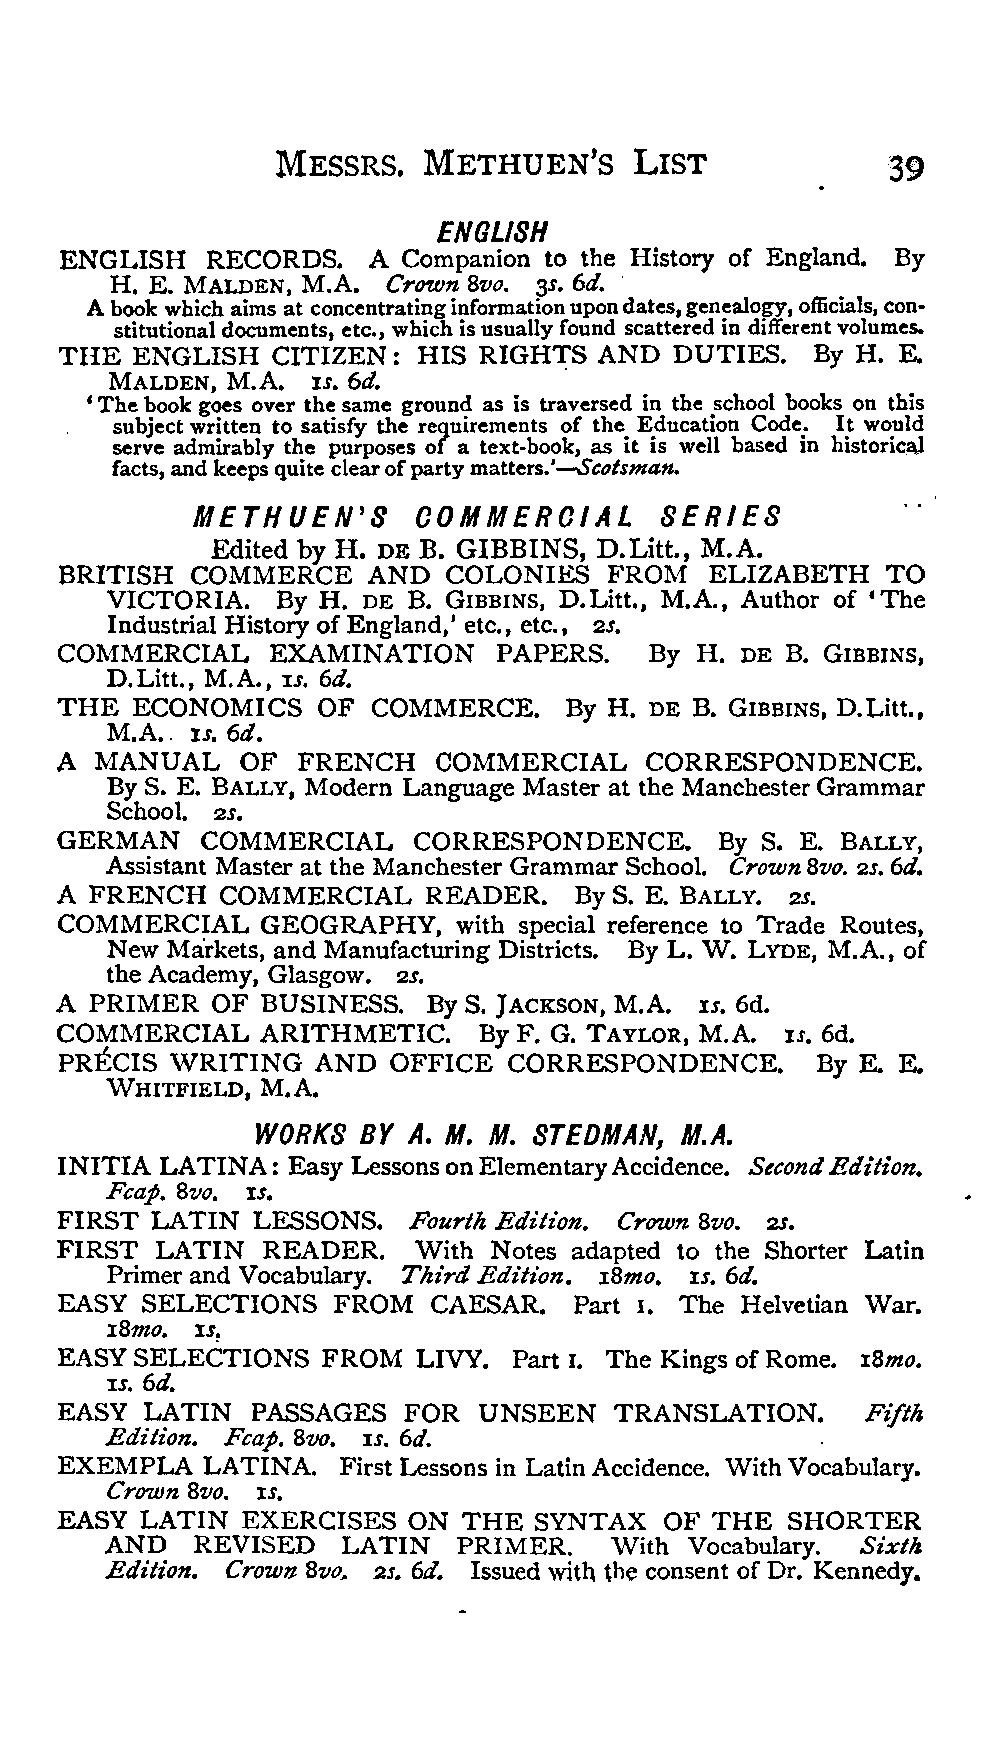 MESSRS. METHUEN'S LIST 39
ENGLISH
ENGLISH RECORDS. A Companion to the History of England. By
H. E. MALDEN, M.A. Crown 8vo. 3s. 6d.
A book which aims at concentrating information upon dates, genealogy, officials, con-
stitutional documents, etc., which is usually found scattered in different volumes.
THE ENGLISH CITIZEN: HIS RIGHTS AND DUTIES. By H. E.
MALDEN, M.A. 1s. 6d.
'The book goes over the same ground as is traversed in the school books on this
subject written to satisfy the requirements of the Education Code. It would
serve admirably the purposes of a text-book, as it is well based in historical
facts, and keeps quite clear of party matters.'—Scotsman.
METHUEN'S COMMERCIAL SERIES
Edited by H. DE B. GIBBINS, D.Litt., M.A.
BRITISH COMMERCE AND COLONIES FROM ELIZABETH TO
VICTORIA. By H. DE B. GIBBINS, D.Litt., M.A., Author of 'The
Industrial History of England,' etc., etc., 2s.
COMMERCIAL EXAMINATION PAPERS. By H. DE B. GIBBINS,
D.Litt., M.A., 1s. 6d.
THE ECONOMICS OF COMMERCE. By H. DE B. GIBBINS, D.Litt.,
M.A. 1s. 6d.
A MANUAL OF FRENCH COMMERCIAL CORRESPONDENCE.
By S. E. BALLY, Modern Language Master at the Manchester Grammar
School. 2s.
GERMAN COMMERCIAL CORRESPONDENCE. By S. E. BALLY,
Assistant Master at the Manchester Grammar School. Crown 8vo. 2s. 6d.
A FRENCH COMMERCIAL READER. By S. E. BALLY. 2s.
COMMERCIAL GEOGRAPHY, with special reference to Trade Routes,
New Markets, and Manufacturing Districts. By L. W. LYDE, M.A., of
the Academy, Glasgow. 2s.
A PRIMER OF BUSINESS. By S. JACKSON, M.A. 1s. 6d.
COMMERCIAL ARITHMETIC. By F. G. TAYLOR, M.A. 1s. 6d.
PRÉCIS WRITING AND OFFICE CORRESPONDENCE. By E. E.
WHITFIELD, M.A.
WORKS BY A. M. M. STEDMAN, M.A.
INITIA LATINA: Easy Lessons on Elementary Accidence. Second Edition.
Fcap. 8vo. 1s.
FIRST LATIN LESSONS. Fourth Edition. Crown 8vo. 2s.
FIRST LATIN READER. With Notes adapted to the Shorter Latin
Primer and Vocabulary. Third Edition. 18mo. 1s. 6d.
EASY SELECTIONS FROM CAESAR. Part I. The Helvetian War.
18mo. 1s.
EASY SELECTIONS FROM LIVY. Part I. The Kings of Rome. 18mo.
1s. 6d.
EASY LATIN PASSAGES FOR UNSEEN TRANSLATION. Fifth
Edition. Fcap. 8vo. 1s. 6d.
EXEMPLA LATINA. First Lessons in Latin Accidence. With Vocabulary.
Crown 8vo. 1s.
EASY LATIN EXERCISES ON THE SYNTAX OF THE SHORTER
AND REVISED LATIN PRIMER. With Vocabulary. Sixth
Edition. Crown 8vo. 2s. 6d. Issued with the consent of Dr. Kennedy.